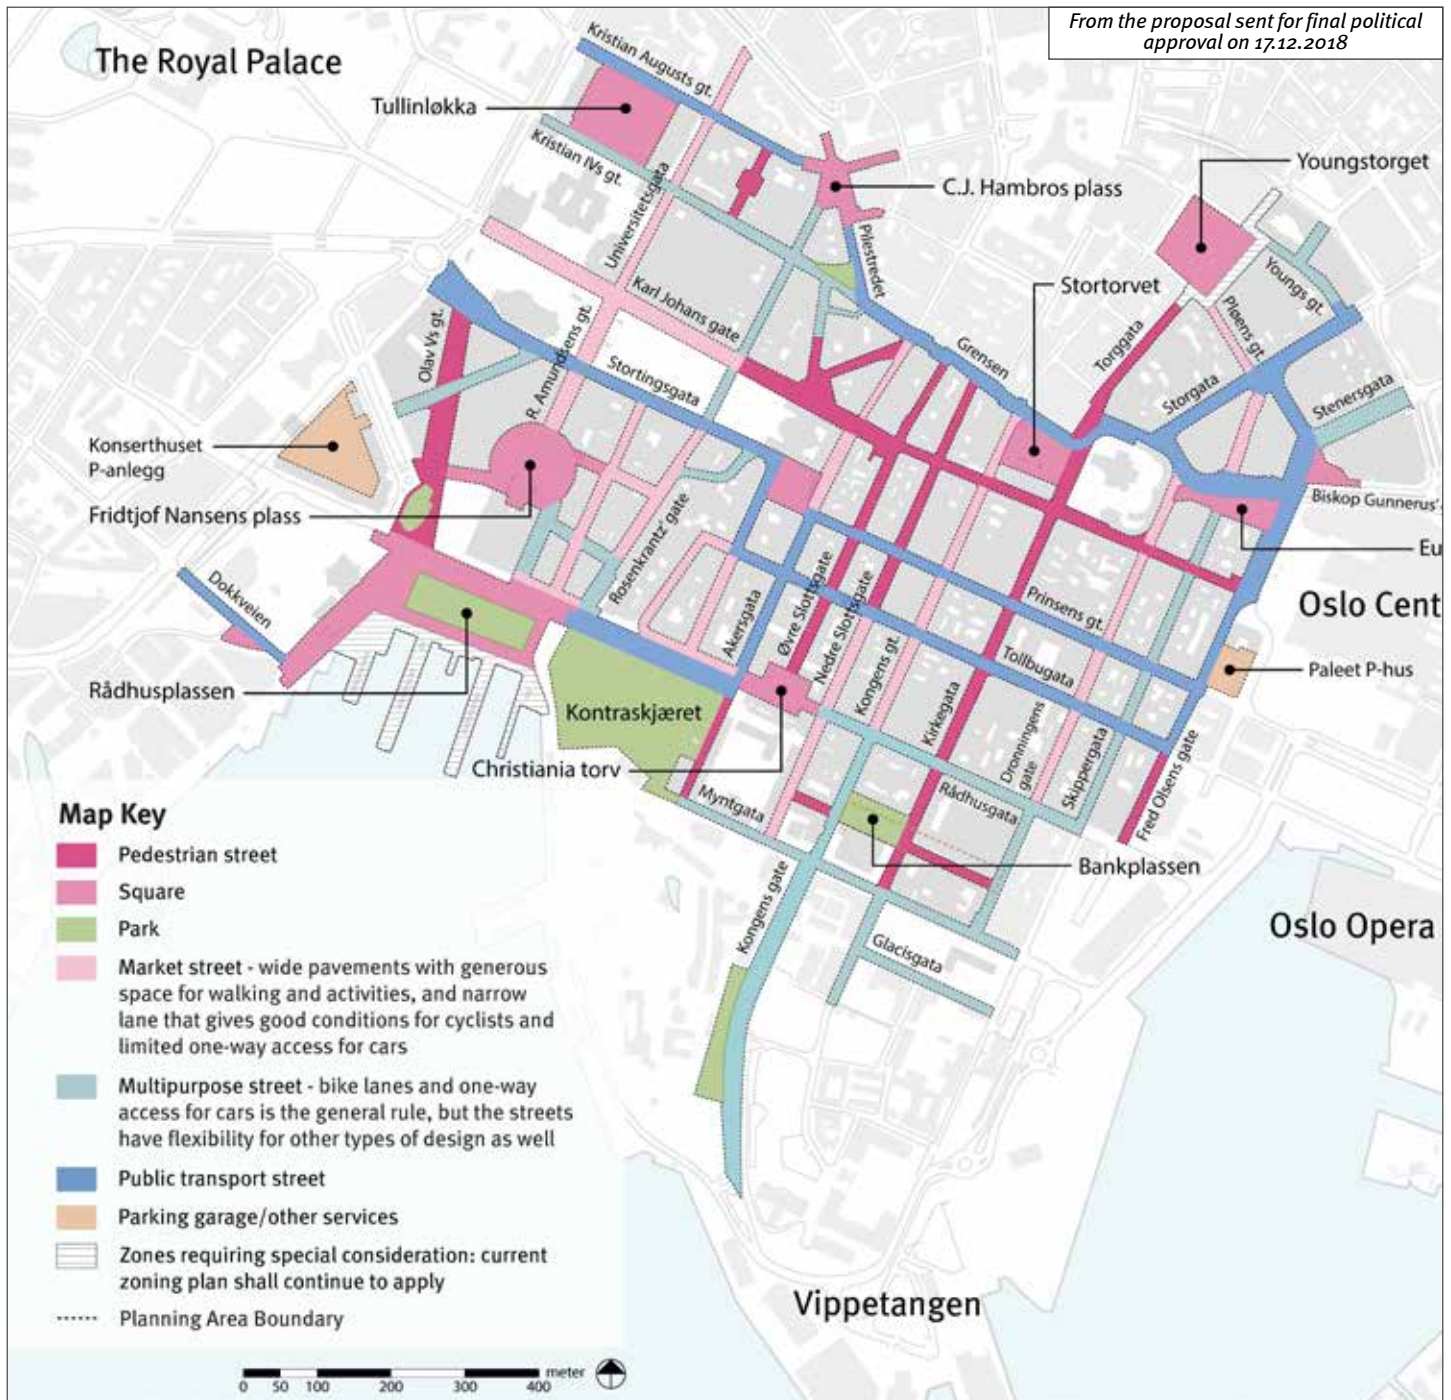 From the proposal sent for final political
approval on 17.12.2018
The Royal Palace
Kristian Augusts gt.
Tullinløkka
Kristian IVs gt.
Universitetsgata
C.J. Hambros plass
Youngstorget
Pilestredet
Stortorvet
Youngs gt.
Pløens gt.
Karl Johans gate
Olav Vs gt.
R. Amundsens gt.
Stortingsgata
Grensen
Torggata
Storgata
Stenersgata
Konserthuset
P-anlegg
Fridtjof Nansens plass
Biskop Gunnerus'
Eu
Rosenkrantz' gate
Dokkveien
Akersgata
Øvre Slottsgate
Nedre Slottsgate
Prinsens gt.
Oslo Cent
Rådhusplassen
Kontraskjæret
Kongens gt.
Tollbugata
Paleet P-hus
Kirkegata
Dronningens
gate
Skippergata
Fred Olsens gate
Christiania torv
Myntgata
Rådhusgata
Bankplassen
Kongens gate
Glacisgata
Oslo Opera
Map Key
Pedestrian street
Square
Park
Market street - wide pavements with generous
space for walking and activities, and narrow
lane that gives good conditions for cyclists and
limited one-way access for cars
Multipurpose street - bike lanes and one-way
access for cars is the general rule, but the streets
have flexibility for other types of design as well
Public transport street
Parking garage/other services
Zones requiring special consideration: current
zoning plan shall continue to apply
Planning Area Boundary
Vippetangen
meter
0 50 100 200 300 400